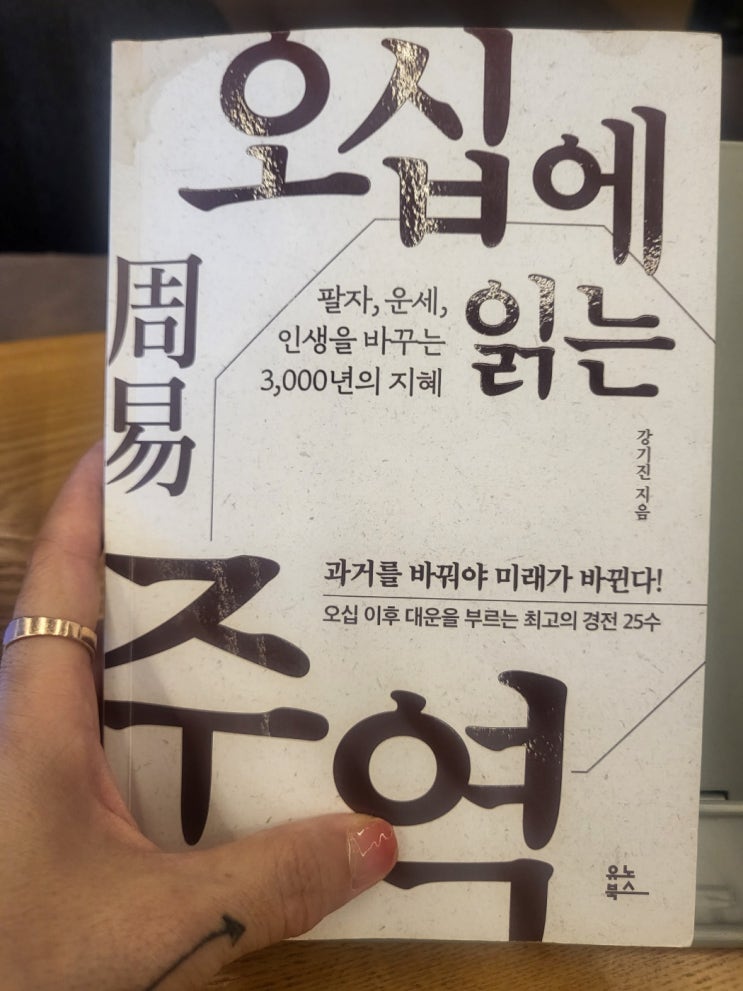 오십에
읽는
周易
팔자, 운세,
인생을 바꾸는
3,000년의 지혜
강기진 지음
과거를 바꿔야 미래가 바뀐다!
오십 이후 대운을 부르는 최고의 경전 25수
주역
유노
북스